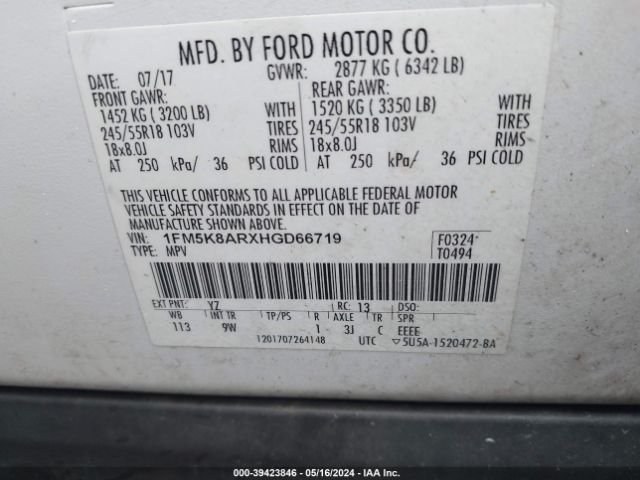 MFD. BY FORD MOTOR CO.
DATE: 07/17 GVWR: 2877 KG ( 6342 LB)
FRONT GAWR: REAR GAWR:
1452 KG ( 3200 LB) WITH 1520 KG ( 3350 LB) WITH
245/55R18 103V TIRES 245/55R18 103V TIRES
18x8.0J RIMS 18x8.0J RIMS
AT 250 kPa/ 36 PSI COLD AT 250 kPa/ 36 PSI COLD
THIS VEHICLE CONFORMS TO ALL APPLICABLE FEDERAL MOTOR
VEHICLE SAFETY STANDARDS IN EFFECT ON THE DATE OF
MANUFACTURE SHOWN ABOVE.
VIN: 1FM5K8ARXHGD66719 F0324
TYPE: MPV T0494
EXT PNT: YZ RC: 13 DSO:
WB INT TR TP/PS R AXLE TR SPR
113 9W 1 3J C EEEE
1201707264148 UTC ▽5U5A-1520472-BA
© 00-39423846 - 05/16/2024 - IAA Inc.